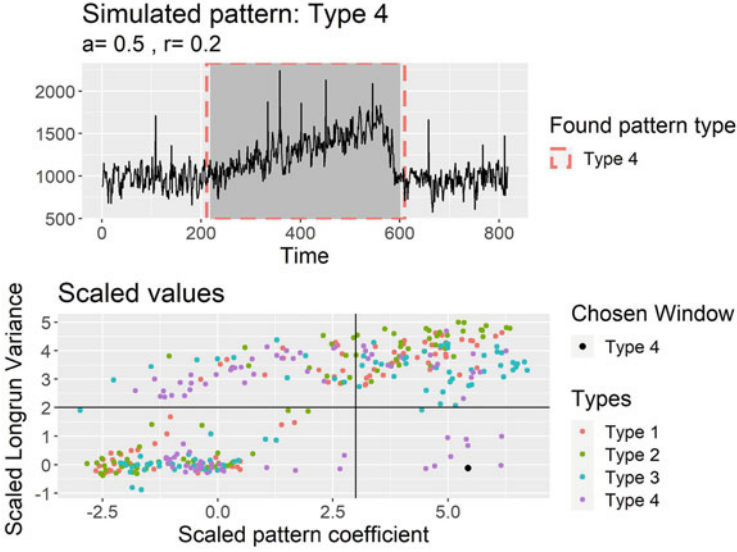 Simulated pattern: Type 4
a= 0.5 , r= 0.2
2000
1500
1000
500
0
200
400
600
800
Time
Found pattern type
Type 4
Scaled values
Scaled Longrun Variance
5
4
3
2
1
0
-1
-2.5
0.0
2.5
5.0
Scaled pattern coefficient
Chosen Window
Type 4
Types
Type 1
Type 2
Type 3
Type 4